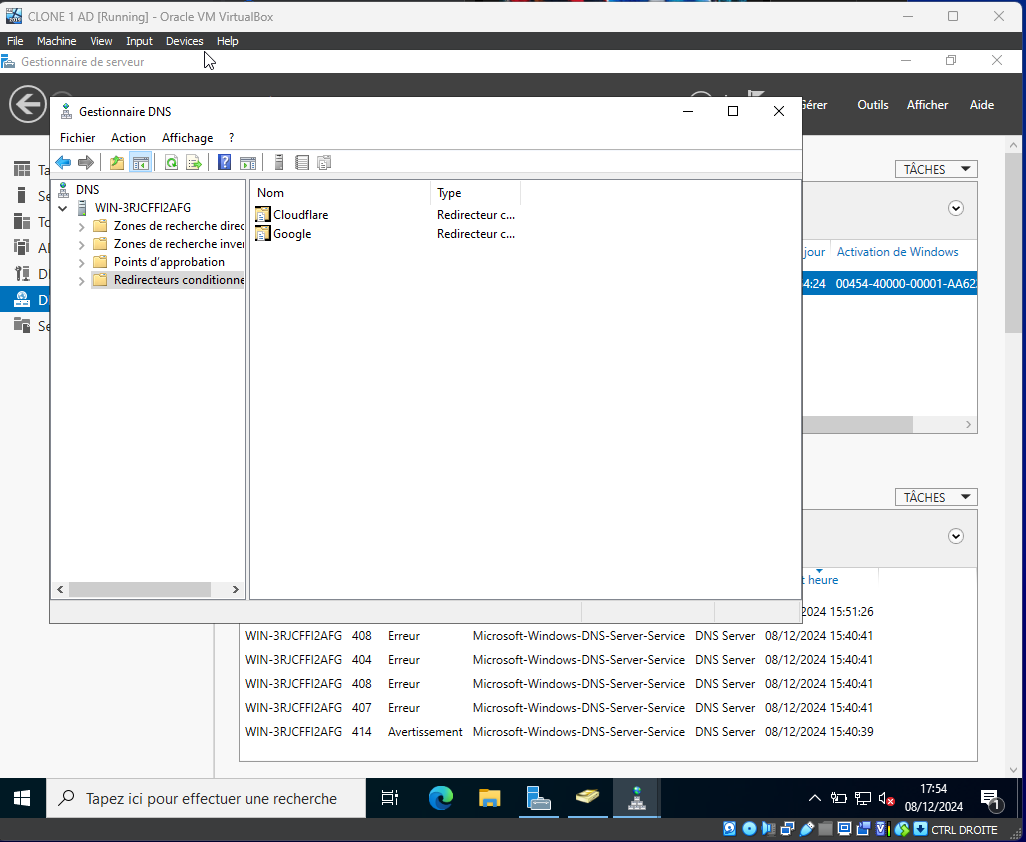 CLONE 1 AD [Running] - Oracle VM VirtualBox
File Machine View Input Devices Help
Gestionnaire de serveur
Gérer Outils Afficher Aide
Gestionnaire DNS
Fichier Action Affichage ?
DNS
WIN-3RJCFFI2AFG
Zones de recherche direc
Zones de recherche inver
Points d'approbation
Redirecteurs conditionne
Nom Type
Cloudflare Redirecteur c...
Google Redirecteur c...
Ta
Se
To
AI
D
D
Se
TÂCHES
jour Activation de Windows
4:24 00454-40000-00001-AA62
TÂCHES
t heure
2024 15:51:26
WIN-3RJCFFI2AFG 408 Erreur Microsoft-Windows-DNS-Server-Service DNS Server 08/12/2024 15:40:41
WIN-3RJCFFI2AFG 404 Erreur Microsoft-Windows-DNS-Server-Service DNS Server 08/12/2024 15:40:41
WIN-3RJCFFI2AFG 408 Erreur Microsoft-Windows-DNS-Server-Service DNS Server 08/12/2024 15:40:41
WIN-3RJCFFI2AFG 407 Erreur Microsoft-Windows-DNS-Server-Service DNS Server 08/12/2024 15:40:41
WIN-3RJCFFI2AFG 414 Avertissement Microsoft-Windows-DNS-Server-Service DNS Server 08/12/2024 15:40:39
Tapez ici pour effectuer une recherche
17:54
08/12/2024
1
CTRL DROITE